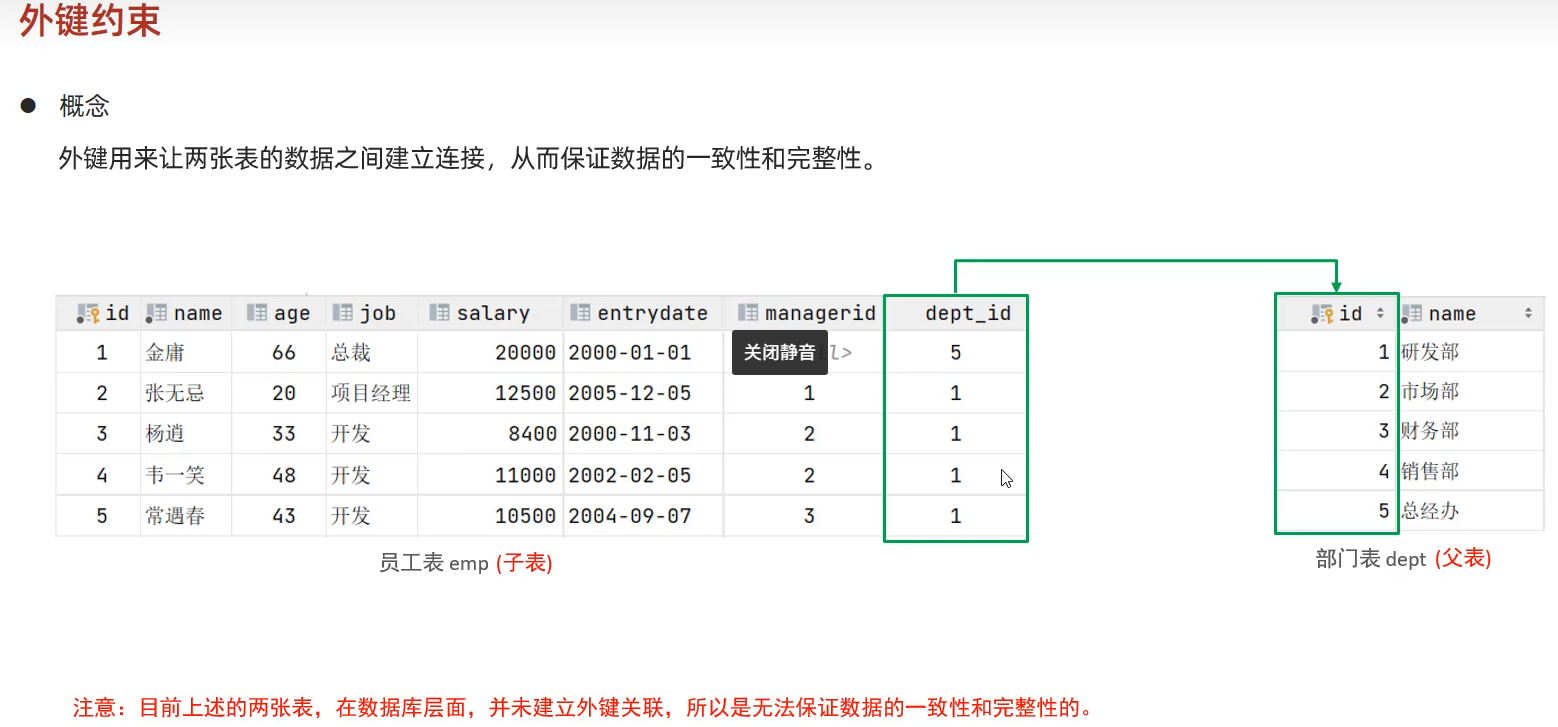 外键约束
● 概念
外键用来让两张表的数据之间建立连接，从而保证数据的一致性和完整性。
id name age job salary entrydate managerid dept_id
1 金庸 66 总裁 20000 2000-01-01 关闭静音 l> 5
2 张无忌 20 项目经理 12500 2005-12-05 1 1
3 杨逍 33 开发 8400 2000-11-03 2 1
4 韦一笑 48 开发 11000 2002-02-05 2 1
5 常遇春 43 开发 10500 2004-09-07 3 1
员工表 emp (子表)
id name
1 研发部
2 市场部
3 财务部
4 销售部
5 总经办
部门表 dept (父表)
注意：目前上述的两张表，在数据库层面，并未建立外键关联，所以是无法保证数据的一致性和完整性的。